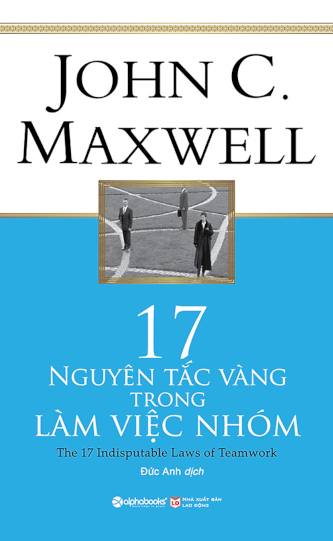 JOHN C.
MAXWELL
17
NGUYÊN TẮC VÀNG
TRONG
LÀM VIỆC NHÓM
The 17 Indisputable Laws of Teamwork
Đức Anh dịch
alphabooks
NHÀ XUẤT BẢN
LAO ĐỘNG